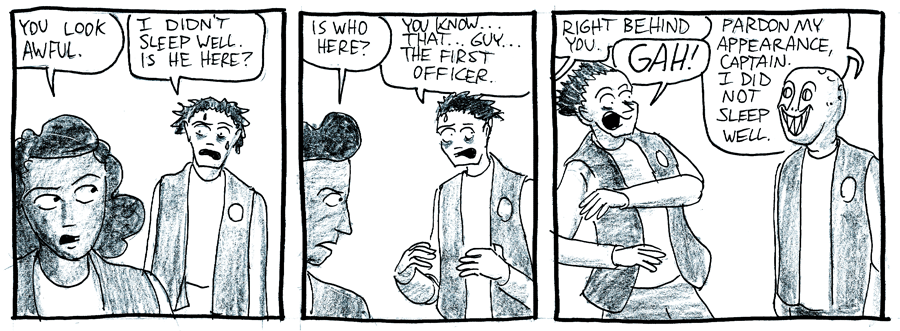 YOU LOOK
AWFUL.
I DIDN'T
SLEEP WELL.
IS HE HERE?
IS WHO
HERE?
YOU KNOW...
THAT... GUY...
THE FIRST
OFFICER.
RIGHT BEHIND
YOU.
GAH!
PARDON MY
APPEARANCE,
CAPTAIN.
I DID
NOT
SLEEP
WELL.